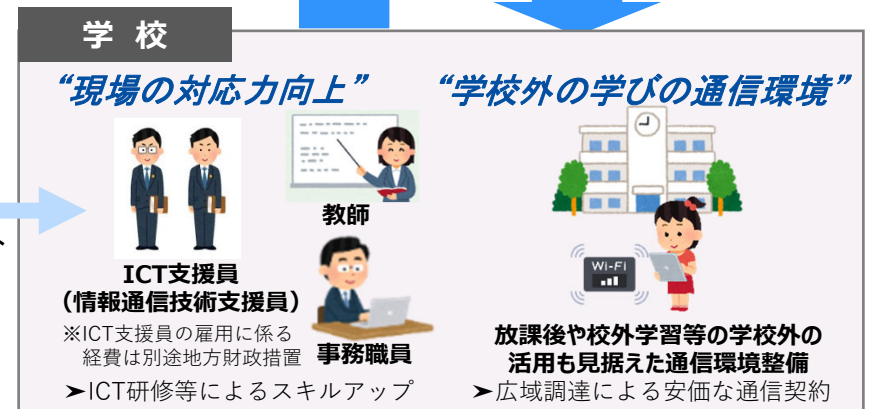 学 校
“現場の対応力向上”
教師
ICT支援員
（情報通信技術支援員）
※ICT支援員の雇用に係る
経費は別途地方財政措置
事務職員
➤ICT研修等によるスキルアップ
“学校外の学びの通信環境”
Wi-Fi
放課後や校外学習等の学校外の
活用も見据えた通信環境整備
➤広域調達による安価な通信契約